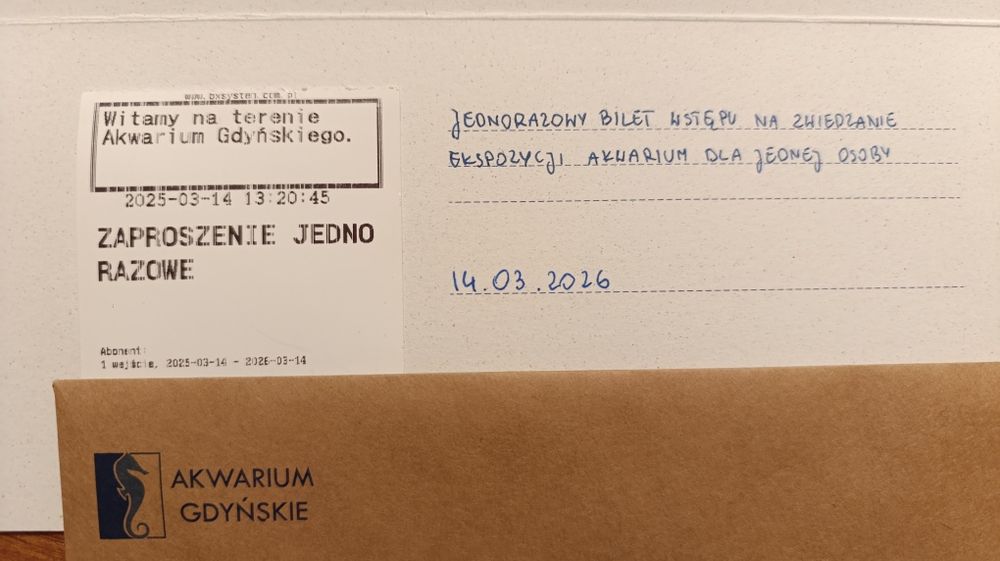 www.bxsystem.com.pl
Witamy na terenie
Akwarium Gdyńskiego.
2025-03-14 13:20:45
ZAPROSZENIE JEDNO
RAZOWE
Abonent:
1 wejście, 2025-03-14 - 2026-03-14
JEDNORAZOWY BILET WSTĘPU NA ZWIEDZANIE
EKSPOZYCJI AKWARIUM DLA JEDNEJ OSOBY
14.03.2026
AKWARIUM
GDYŃSKIE